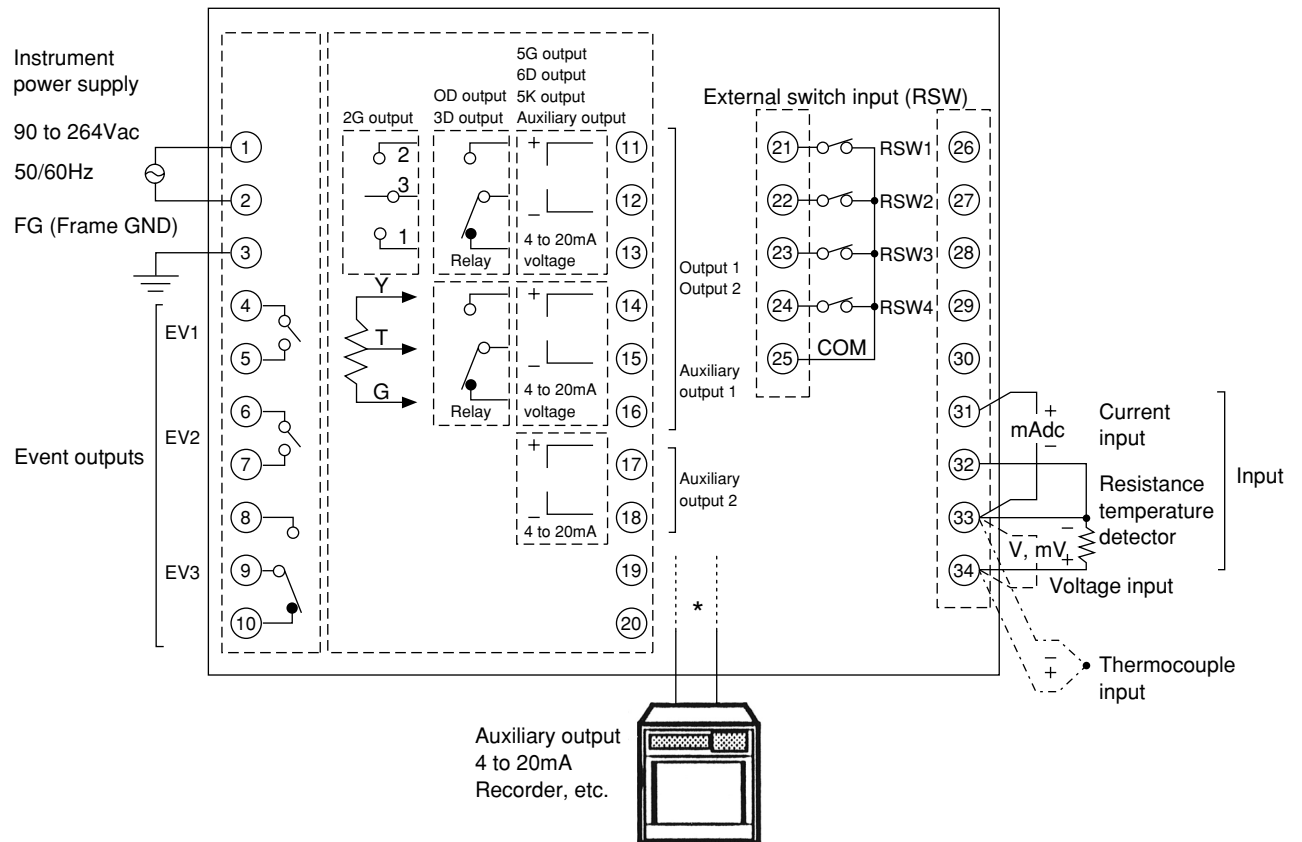 Instrument
power supply
90 to 264Vac
50/60Hz
FG (Frame GND)
1
2
3
4
5
6
7
8
9
10
EV1
EV2
EV3
Event outputs
2G output
OD output
3D output
5G output
6D output
5K output
Auxiliary output
2
3
1
Relay
+
−
4 to 20mA
voltage
Y
T
G
Relay
+
−
4 to 20mA
voltage
+
−
4 to 20mA
11
12
13
14
15
16
17
18
19
20
Output 1
Output 2
Auxiliary
output 1
Auxiliary
output 2
*
External switch input (RSW)
21
22
23
24
25
RSW1
RSW2
RSW3
RSW4
COM
26
27
28
29
30
31
32
33
34
+
mAdc
−
Current
input
Resistance
temperature
detector
Input
−
V, mV
+
Voltage input
−
+
Thermocouple
input
Auxiliary output
4 to 20mA
Recorder, etc.